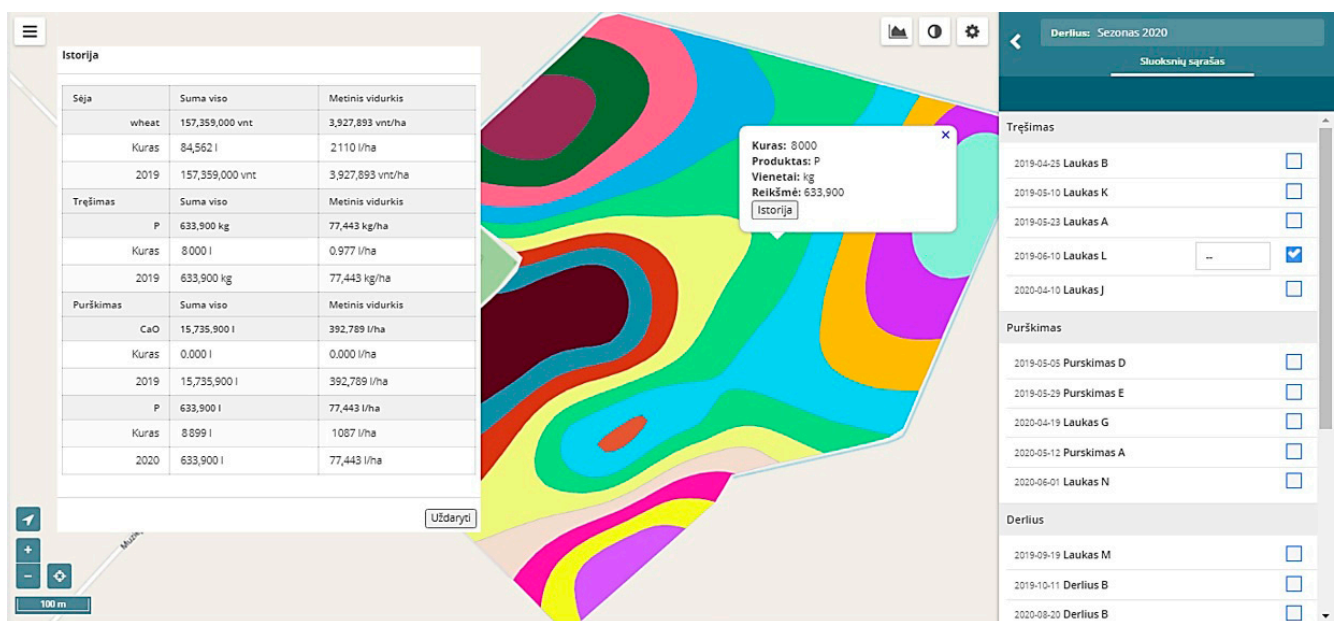 Istorija
Sėja Suma viso Metinis vidurkis
wheat 157,359,000 vnt 3,927,893 vnt/ha
Kuras 84,562 l 2110 l/ha
2019 157,359,000 vnt 3,927,893 vnt/ha
Tręšimas Suma viso Metinis vidurkis
P 633,900 kg 77,443 kg/ha
Kuras 8000 l 0.977 l/ha
2019 633,900 kg 77,443 kg/ha
Purškimas Suma viso Metinis vidurkis
CaO 15,735,900 l 392,789 l/ha
Kuras 0.000 l 0.000 l/ha
2019 15,735,900 l 392,789 l/ha
P 633,900 l 77,443 l/ha
Kuras 8899 l 1087 l/ha
2020 633,900 l 77,443 l/ha
Uždaryti
+
−
100 m
Kuras: 8000
Produktas: P
Vienetai: kg
Reikšmė: 633,900
Istorija
Derlius: Sezonas 2020
Sluoksnių sąrašas
Tręšimas
2019-04-25 Laukas B
2019-05-10 Laukas K
2019-05-23 Laukas A
2019-06-10 Laukas L --
2020-04-10 Laukas J
Purškimas
2019-05-05 Purskimas D
2019-05-29 Purskimas E
2020-04-19 Laukas G
2020-05-12 Purskimas A
2020-06-01 Laukas N
Derlius
2019-09-19 Laukas M
2019-10-11 Derlius B
2020-08-20 Derlius B